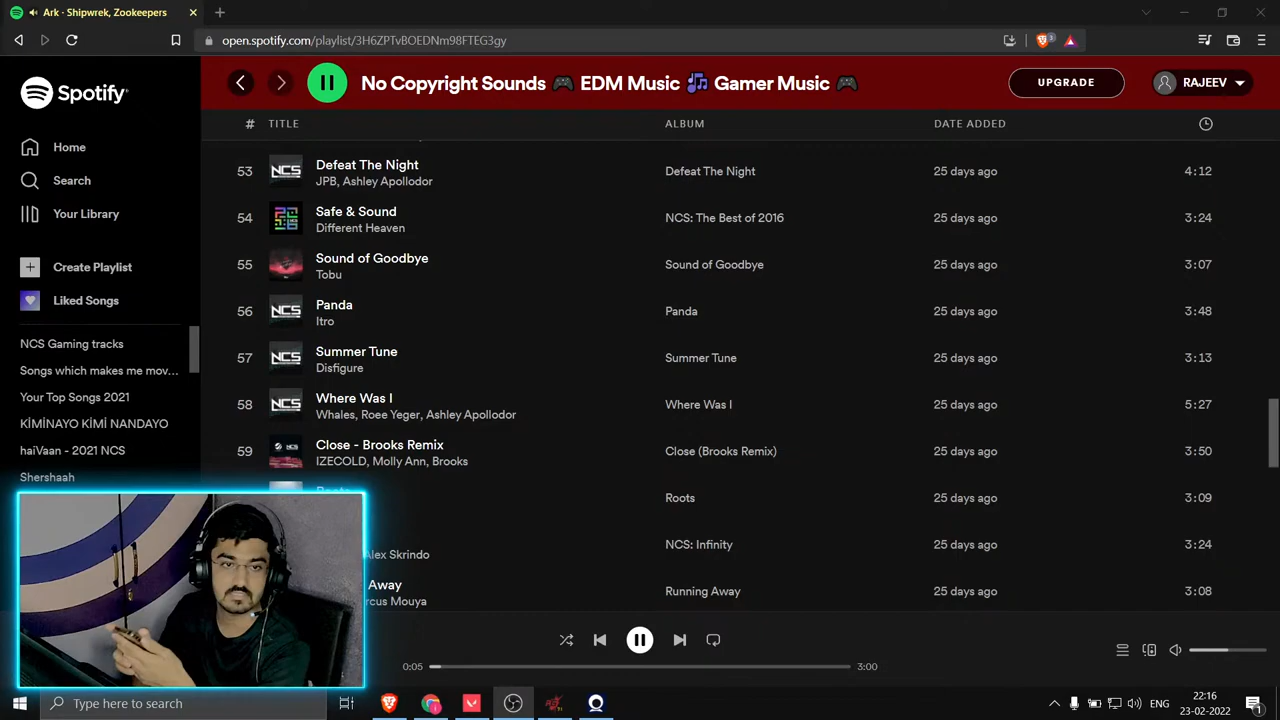 Ark - Shipwrek, Zookeepers
open.spotify.com/playlist/3H6ZPTvBOEDNm98FTEG3gy
3
Spotify
No Copyright Sounds 🎮 EDM Music 🎶 Gamer Music 🎮
UPGRADE
RAJEEV
Home
Search
Your Library
Create Playlist
Liked Songs
NCS Gaming tracks
Songs which makes me mov...
Your Top Songs 2021
KİMİNAYO KİMİ NANDAYO
haiVaan - 2021 NCS
Shershaah
# TITLE ALBUM DATE ADDED
53 Defeat The Night Defeat The Night 25 days ago 4:12
JPB, Ashley Apollodor
54 Safe & Sound NCS: The Best of 2016 25 days ago 3:24
Different Heaven
55 Sound of Goodbye Sound of Goodbye 25 days ago 3:07
Tobu
56 Panda Panda 25 days ago 3:48
Itro
57 Summer Tune Summer Tune 25 days ago 3:13
Disfigure
58 Where Was I Where Was I 25 days ago 5:27
Whales, Roee Yeger, Ashley Apollodor
59 Close - Brooks Remix Close (Brooks Remix) 25 days ago 3:50
IZECOLD, Molly Ann, Brooks
Roots 25 days ago 3:09
NCS: Infinity 25 days ago 3:24
Alex Skrindo
Away Running Away 25 days ago 3:08
rcus Mouya
0:05 3:00
Type here to search
ENG
22:16
23-02-2022
1